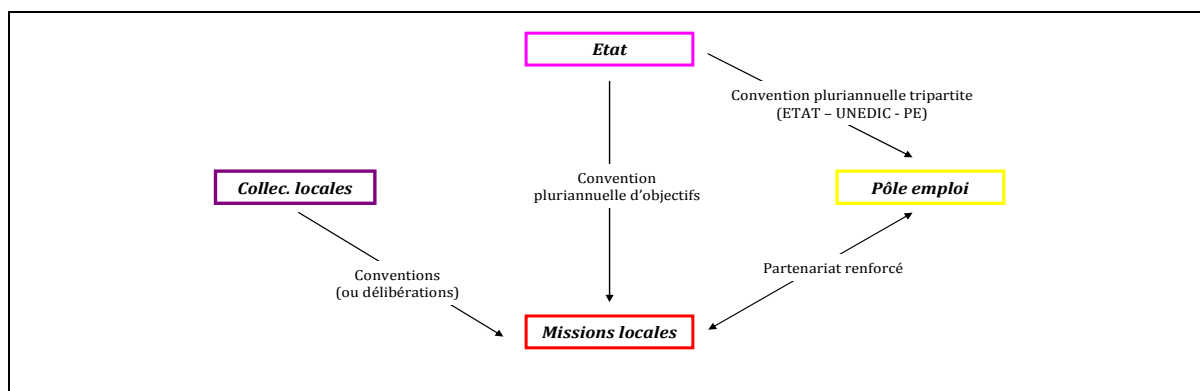 Etat
Convention pluriannuelle tripartite
(ETAT – UNEDIC - PE)
Collec. locales
Convention
pluriannuelle d’objectifs
Pôle emploi
Conventions
(ou délibérations)
Partenariat renforcé
Missions locales